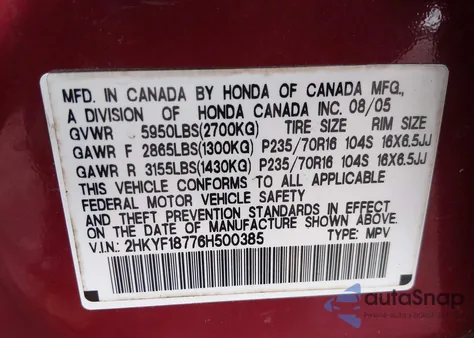 MFD. IN CANADA BY HONDA OF CANADA MFG.,
A DIVISION OF HONDA CANADA INC. 08/05
GVWR 5950LBS(2700KG) TIRE SIZE RIM SIZE
GAWR F 2865LBS(1300KG) P235/70R16 104S 16X6.5JJ
GAWR R 3155LBS(1430KG) P235/70R16 104S 16X6.5JJ
THIS VEHICLE CONFORMS TO ALL APPLICABLE
FEDERAL MOTOR VEHICLE SAFETY
AND THEFT PREVENTION STANDARDS IN EFFECT
ON THE DATE OF MANUFACTURE SHOWN ABOVE.
V.I.N.: 2HKYF18776H500385 TYPE: MPV
autoSnap